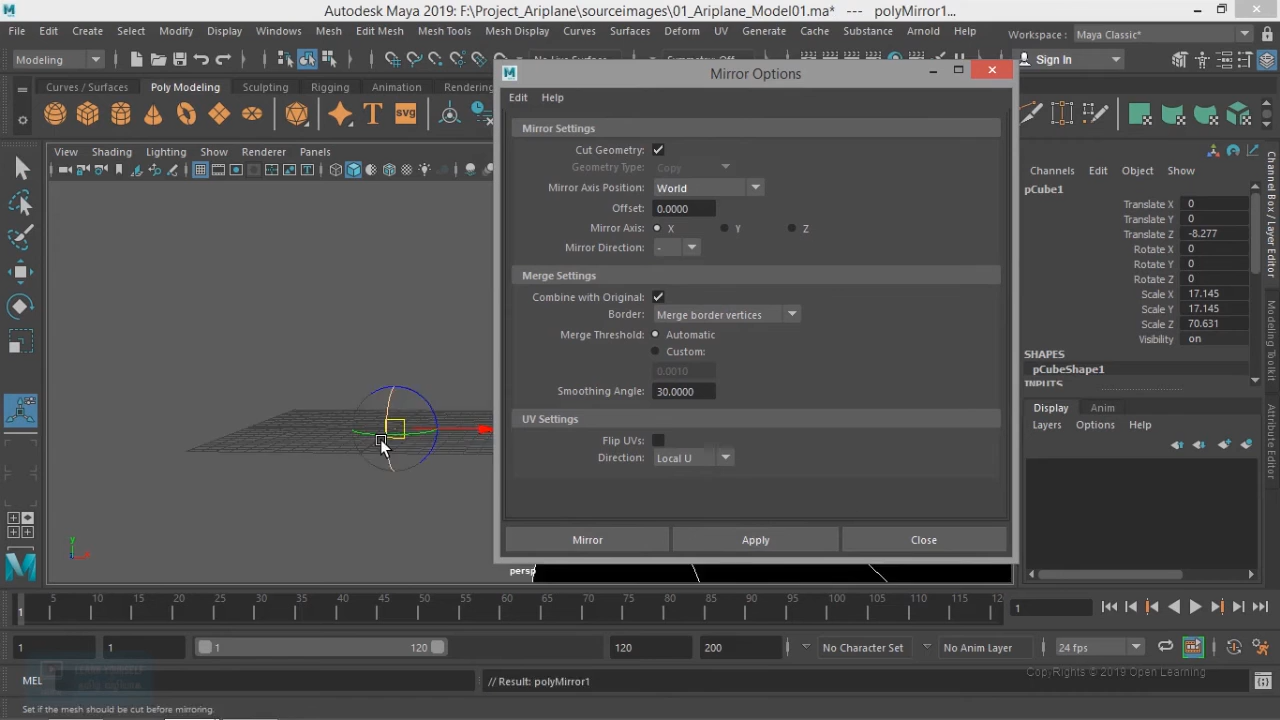 Autodesk Maya 2019: F:\Project_Ariplane\sourceimages\01_Ariplane_Model01.ma* --- polyMirror1...
File Edit Create Select Modify Display Windows Mesh Edit Mesh Mesh Tools Mesh Display Curves Surfaces Deform UV Generate Cache Substance Arnold Help Workspace : Maya Classic*
Modeling Sign In
Mirror Options
Curves / Surfaces Poly Modeling Sculpting Rigging Animation Rendering
Edit Help
svg
Mirror Settings
View Shading Lighting Show Renderer Panels
Cut Geometry:
Geometry Type: Copy
Mirror Axis Position: World
Offset: 0.0000
Mirror Axis: X Y Z
Mirror Direction: -
Merge Settings
Combine with Original:
Border: Merge border vertices
Merge Threshold: Automatic
Custom:
0.0010
Smoothing Angle: 30.0000
UV Settings
Flip UVs:
Direction: Local U
Mirror Apply Close
persp
y
Channels Edit Object Show
pCube1
Translate X 0
Translate Y 0
Translate Z -8.277
Rotate X 0
Rotate Y 0
Rotate Z 0
Scale X 17.145
Scale Y 17.145
Scale Z 70.631
Visibility on
SHAPES
pCubeShape1
INPUTS
Display Anim
Layers Options Help
Channel Box / Layer Editor
Modeling Toolkit
Attribute Editor
5 10 15 20 25 30 35 40 45 50 55 60 65 70 75 80 85 90 95 100 105 110 115 12
1 1
1 1 1 120 120 200 No Character Set No Anim Layer 24 fps
MEL // Result: polyMirror1
CopyRights © 2019 Open Learning
Set if the mesh should be cut before mirroring.